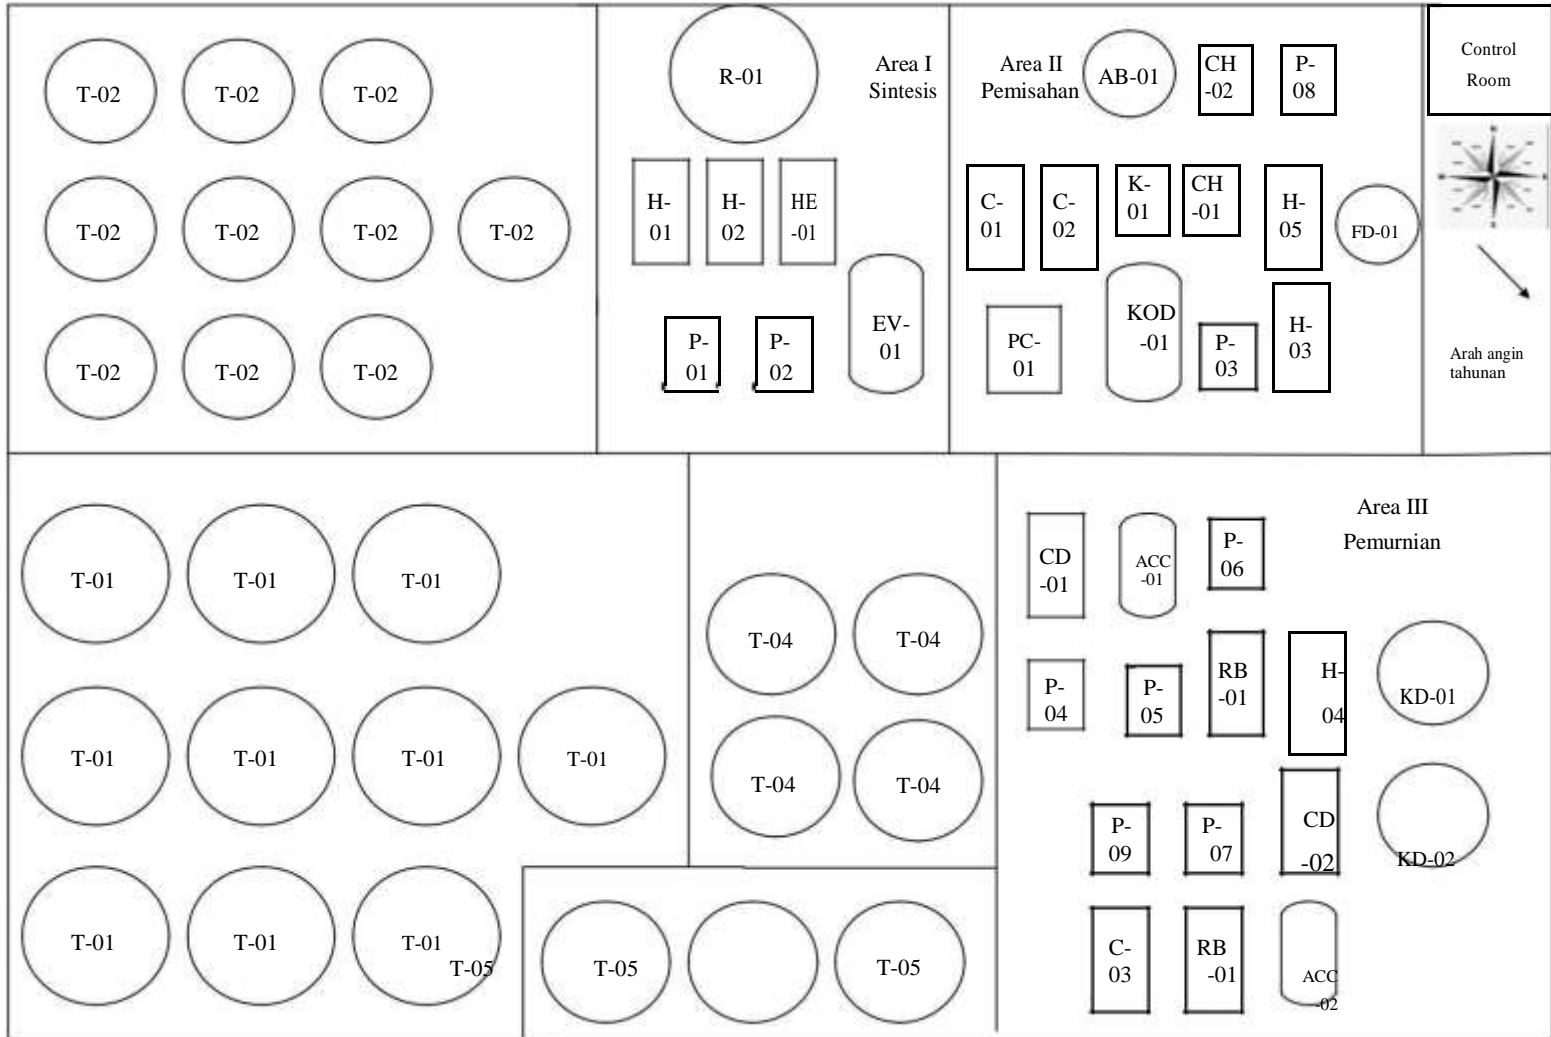 T-02
T-02
T-02
T-02
T-02
T-02
T-02
T-02
T-02
T-02
R-01
Area I
Sintesis
H-
01
H-
02
HE
-01
P-
01
P-
02
EV-
01
Area II
Pemisahan
AB-01
CH
-02
P-
08
C-
01
C-
02
K-
01
CH
-01
H-
05
FD-01
PC-
01
KOD
-01
P-
03
H-
03
Control
Room
Arah angin
tahunan
T-01
T-01
T-01
T-01
T-01
T-01
T-01
T-01
T-01
T-01
T-05
T-04
T-04
T-04
T-04
T-05
T-05
Area III
Pemurnian
CD
-01
ACC
-01
P-
06
P-
04
P-
05
RB
-01
H-
04
KD-01
P-
09
P-
07
CD
-02
KD-02
C-
03
RB
-01
ACC
-02